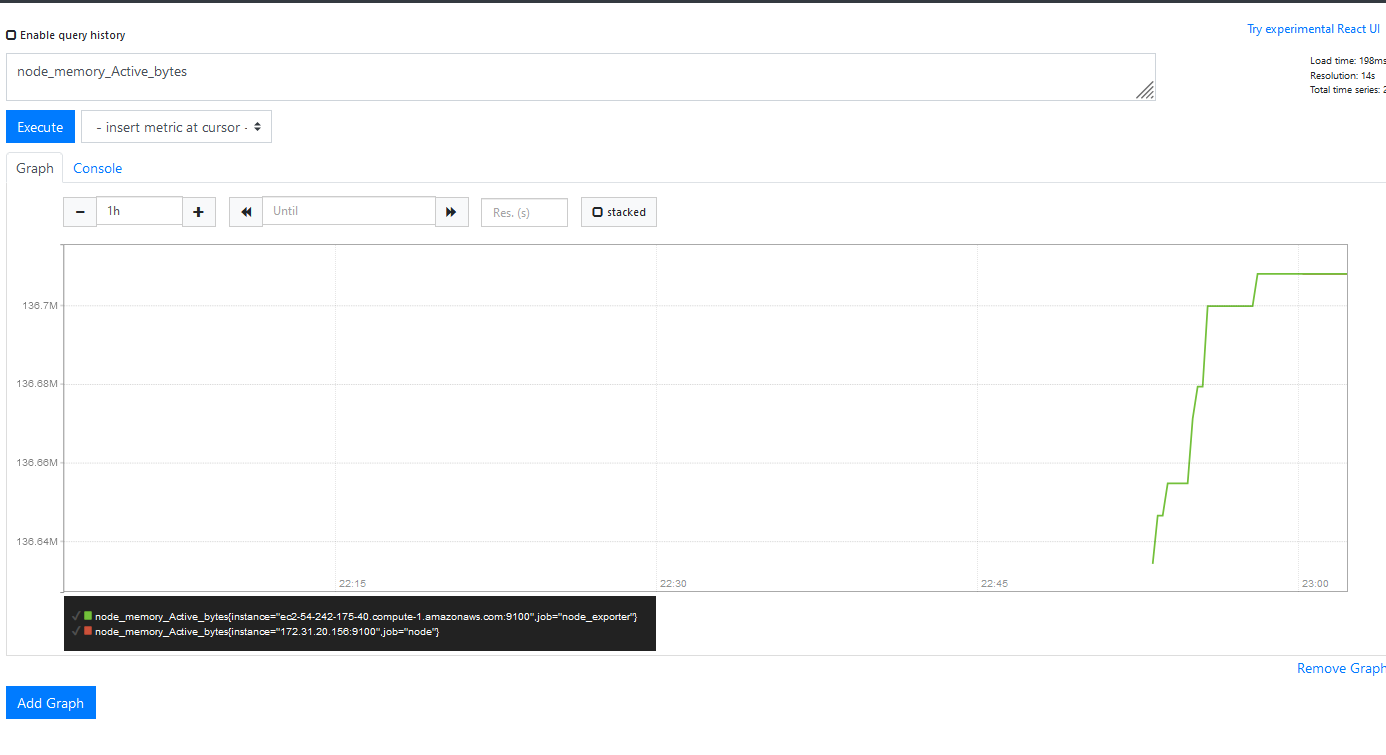 Enable query history
Try experimental React UI
node_memory_Active_bytes
Load time: 198ms
Resolution: 14s
Total time series: 2
Execute
- insert metric at cursor -
Graph
Console
1h
Until
Res. (s)
stacked
136.7M
136.68M
136.66M
136.64M
22:15
22:30
22:45
23:00
node_memory_Active_bytes{instance="ec2-54-242-175-40.compute-1.amazonaws.com:9100",job="node_exporter"}
node_memory_Active_bytes{instance="172.31.20.156:9100",job="node"}
Remove Graph
Add Graph